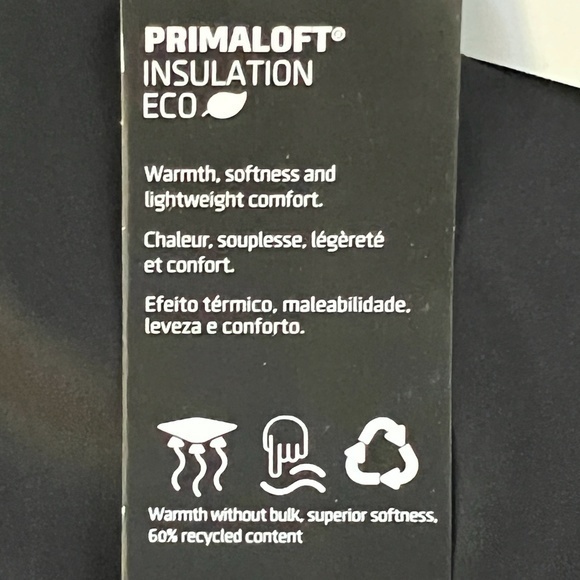 PRIMALOFT®
INSULATION
ECO
Warmth, softness and
lightweight comfort.
Chaleur, souplesse, légèreté
et confort.
Efeito térmico, maleabilidade,
leveza e conforto.
Warmth without bulk, superior softness,
60% recycled content